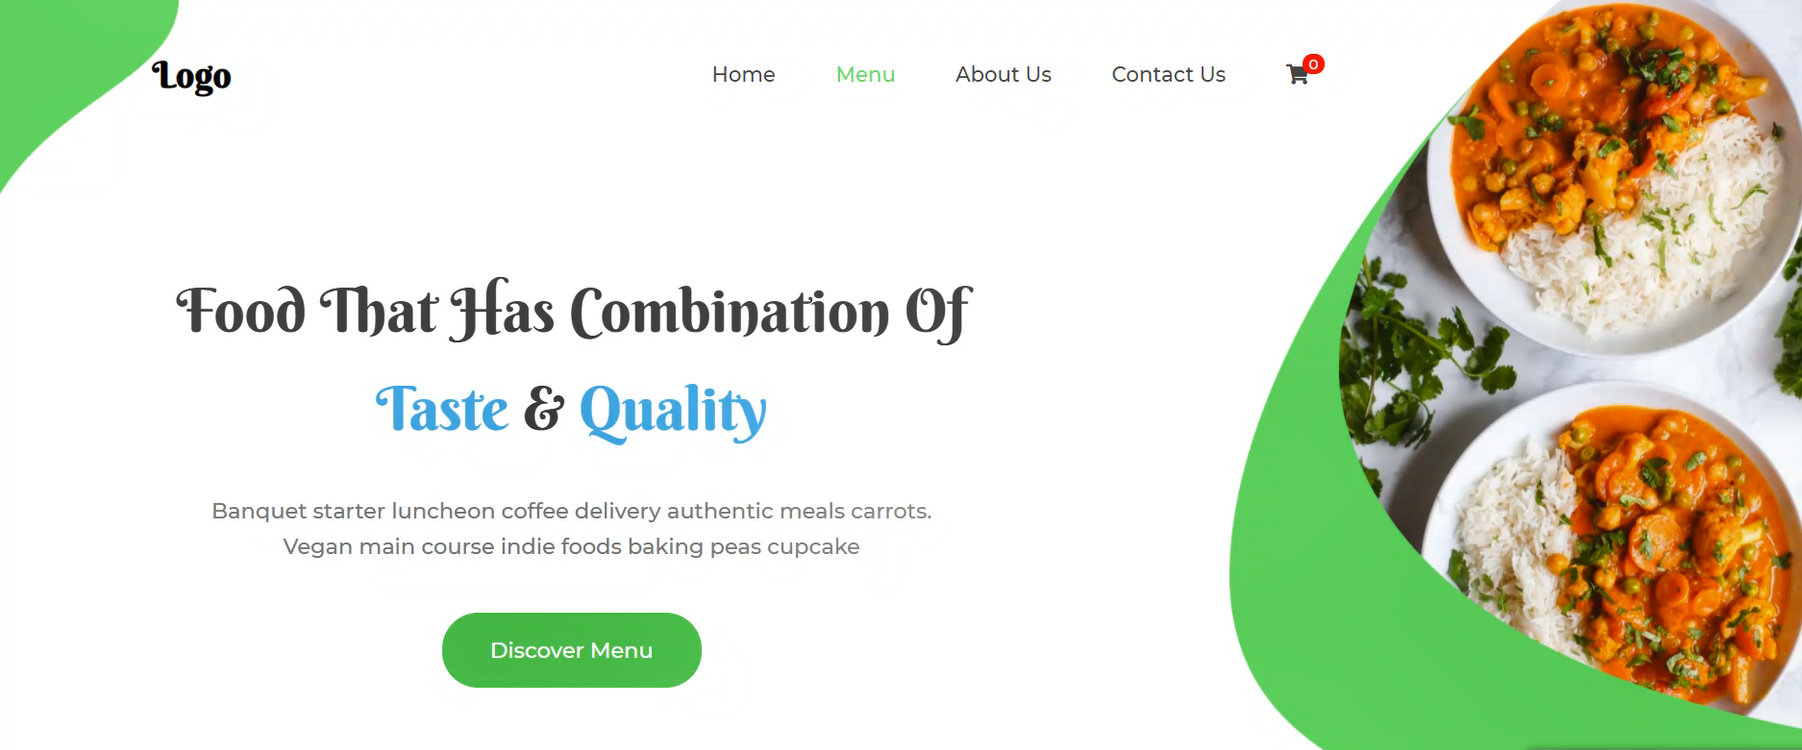 Logo
Home Menu About Us Contact Us 0
Food That Has Combination Of
Taste & Quality
Banquet starter luncheon coffee delivery authentic meals carrots.
Vegan main course indie foods baking peas cupcake
Discover Menu